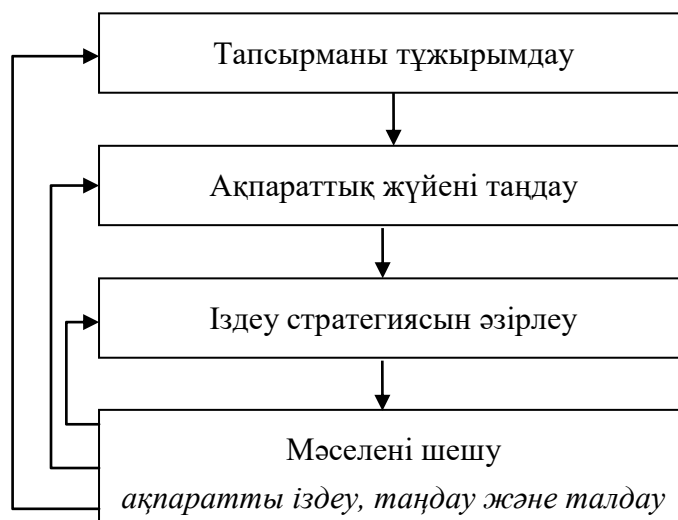 Тапсырманы тұжырымдау
Ақпараттық жүйені таңдау
Іздеу стратегиясын әзірлеу
Мәселені шешу
ақпаратты іздеу, таңдау және талдау